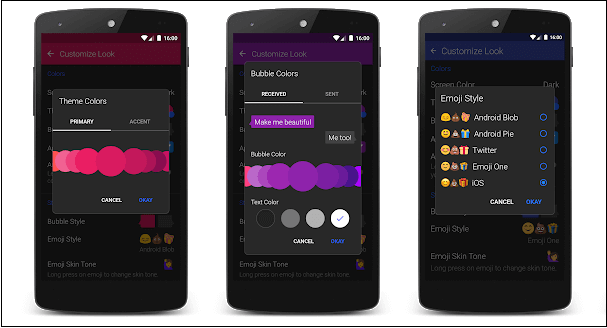 16:00
Customize Look
Colors
Theme Colors
PRIMARY
ACCENT
CANCEL
OKAY
Bubble Style
Emoji Style
Android Blob
Emoji Skin Tone
Long press on emoji to change skin tone.
16:00
Customize Look
Bubble Colors
RECEIVED
SENT
Make me beautiful
Me too!
Bubble Color
Text Color
CANCEL
OKAY
Emoji Skin Tone
Long press on emoji to change skin tone.
16:00
Customize Look
Colors
Screen Color
Dark
Emoji Style
Android Blob
Android Pie
Twitter
Emoji One
iOS
CANCEL
OKAY
Bubble Style
Emoji Style
Emoji One
Emoji Skin Tone
Long press on emoji to change skin tone.